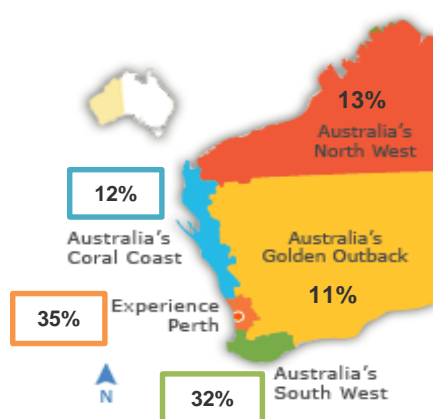 13%
Australia's
North West
12%
Australia's
Coral Coast
Australia's
Golden Outback
11%
Experience
Perth
35%
N
Australia's
South West
32%